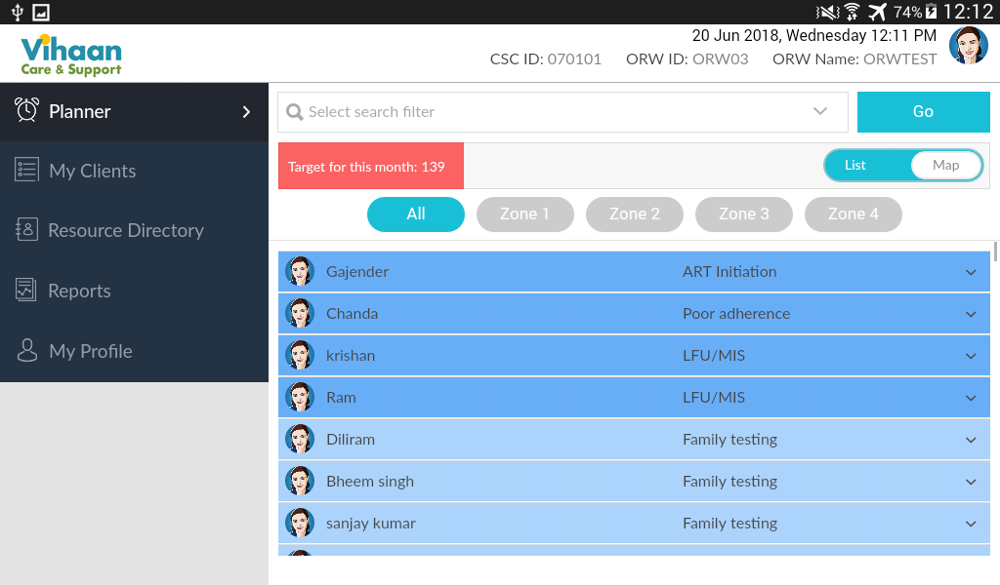 74% 12:12
Vihaan
Care & Support
20 Jun 2018, Wednesday 12:11 PM
CSC ID: 070101 ORW ID: ORW03 ORW Name: ORWTEST
Planner
My Clients
Resource Directory
Reports
My Profile
Select search filter
Go
Target for this month: 139
List Map
All Zone 1 Zone 2 Zone 3 Zone 4
Gajender ART Initiation
Chanda Poor adherence
krishan LFU/MIS
Ram LFU/MIS
Diliram Family testing
Bheem singh Family testing
sanjay kumar Family testing